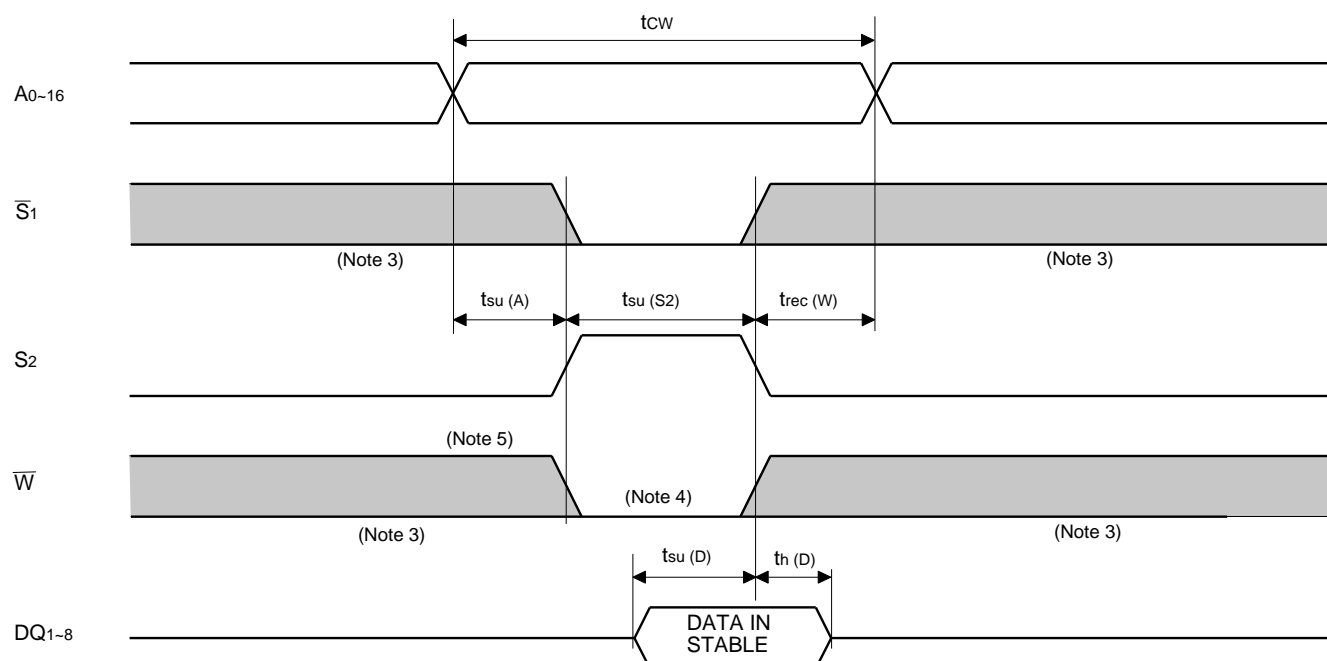 tCW
A0~16
S̅1
(Note 3) (Note 3)
tsu (A) tsu (S2) trec (W)
S2
(Note 5)
W̅
(Note 4)
(Note 3) (Note 3)
tsu (D) th (D)
DQ1~8
DATA IN
STABLE